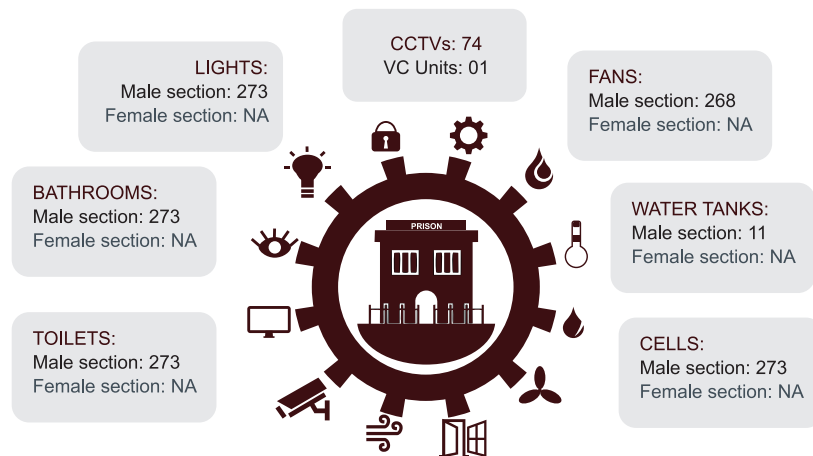 CCTVs: 74
VC Units: 01
LIGHTS:
Male section: 273
Female section: NA
FANS:
Male section: 268
Female section: NA
BATHROOMS:
Male section: 273
Female section: NA
WATER TANKS:
Male section: 11
Female section: NA
PRISON
TOILETS:
Male section: 273
Female section: NA
CELLS:
Male section: 273
Female section: NA